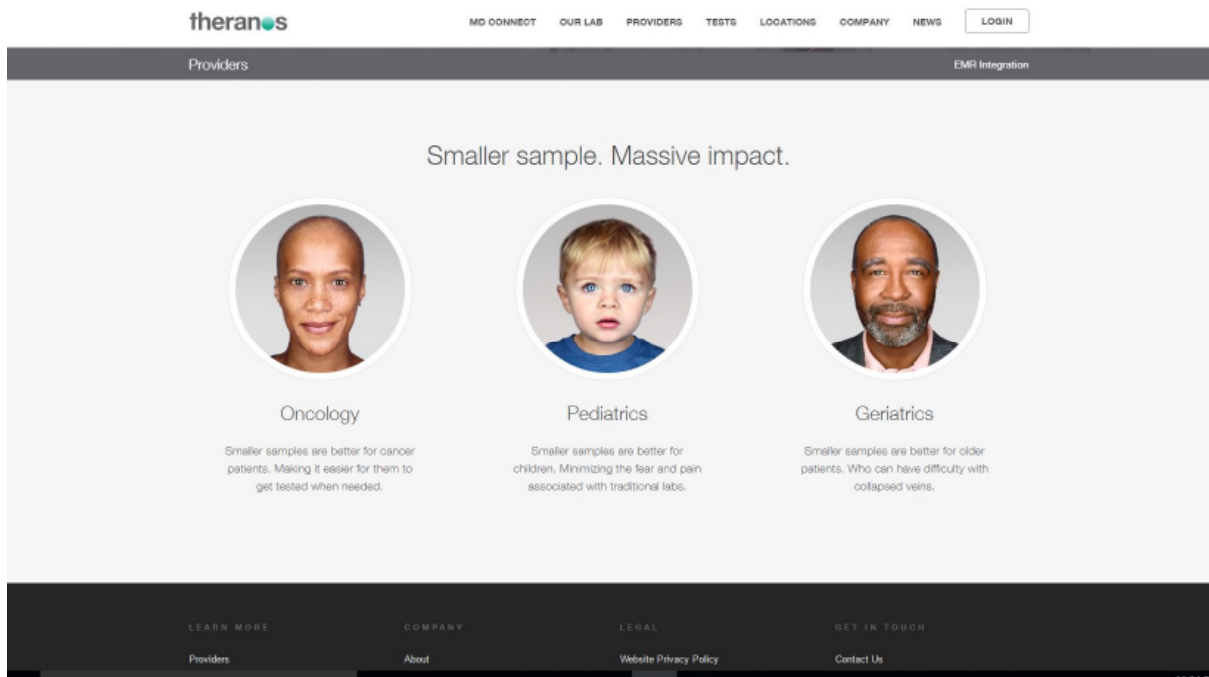 theranos
MD CONNECT OUR LAB PROVIDERS TESTS LOCATIONS COMPANY NEWS LOGIN
Providers EMR Integration
Smaller sample. Massive impact.
Oncology
Smaller samples are better for cancer
patients. Making it easier for them to
get tested when needed.
Pediatrics
Smaller samples are better for
children. Minimizing the fear and pain
associated with traditional labs.
Geriatrics
Smaller samples are better for older
patients. Who can have difficulty with
collapsed veins.
LEARN MORE COMPANY LEGAL GET IN TOUCH
Providers About Website Privacy Policy Contact Us